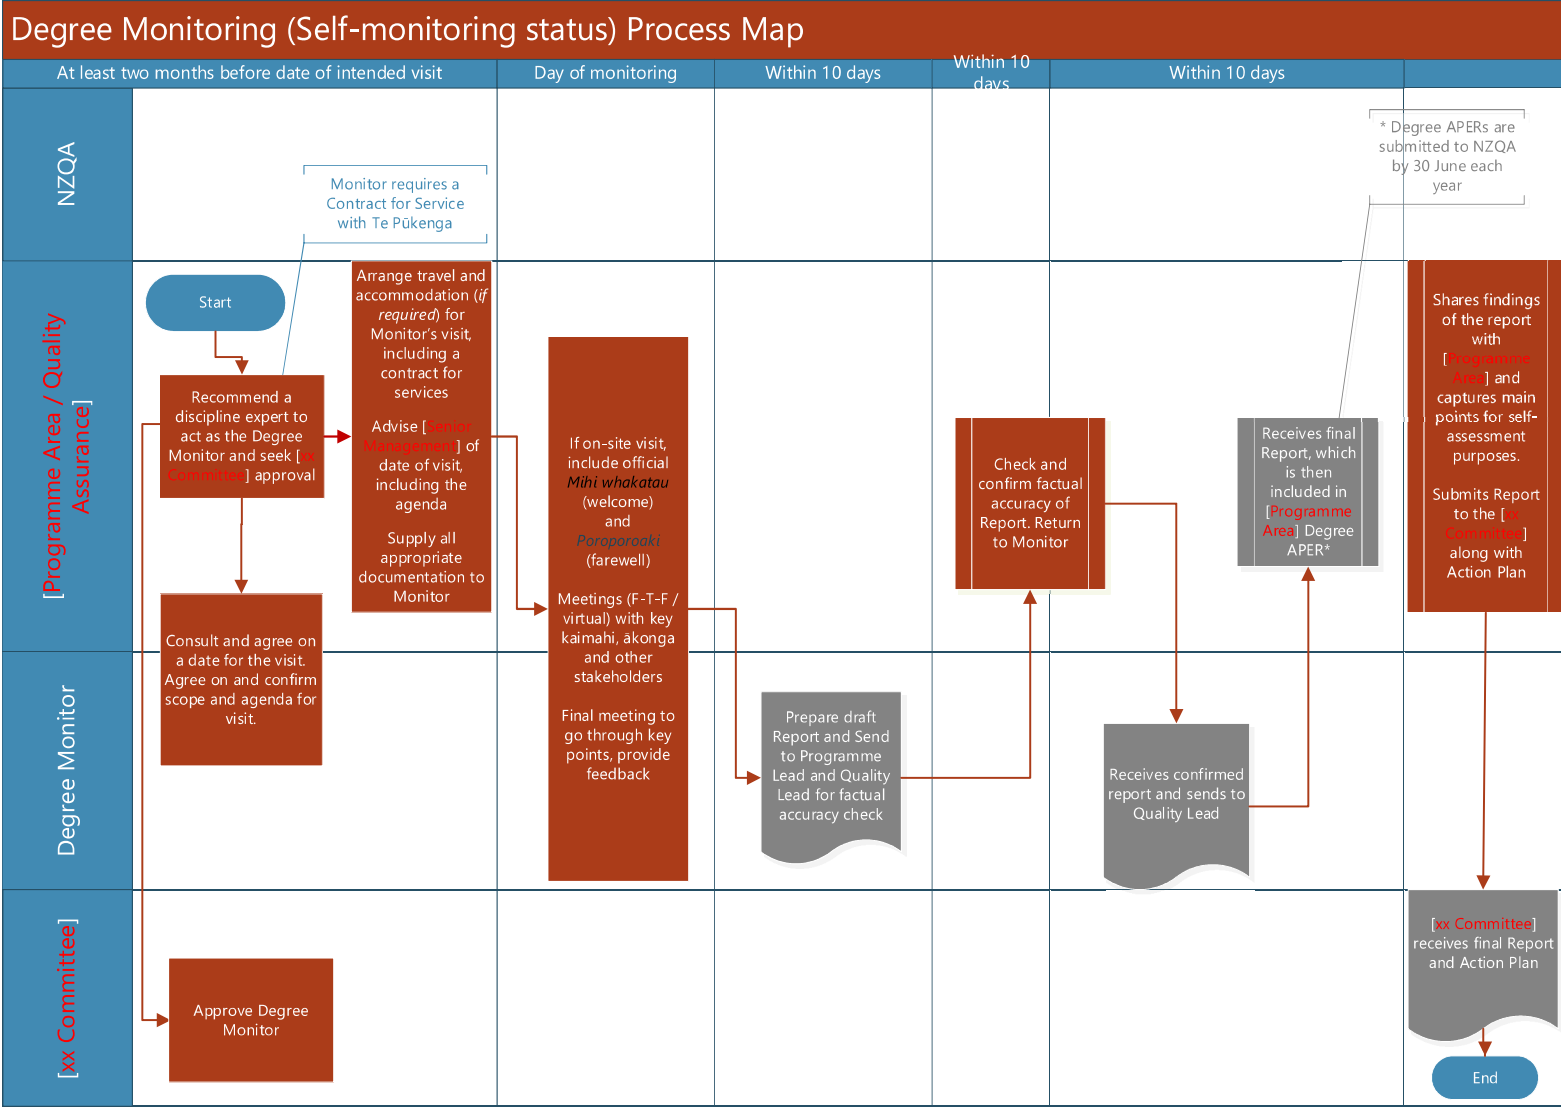 Degree Monitoring (Self-monitoring status) Process Map
At least two months before date of intended visit
Day of monitoring
Within 10 days
Within 10
days
Within 10 days
NZQA
Monitor requires a
Contract for Service
with Te Pūkenga
* Degree APERs are
submitted to NZQA
by 30 June each
year
[Programme Area / Quality
Assurance]
Start
Recommend a
discipline expert to
act as the Degree
Monitor and seek [xx
Committee] approval
Arrange travel and
accommodation (if
required) for
Monitor's visit,
including a
contract for
services
Advise [Senior
Management] of
date of visit,
including the
agenda
Supply all
appropriate
documentation to
Monitor
Consult and agree on
a date for the visit.
Agree on and confirm
scope and agenda for
visit.
If on-site visit,
include official
Mihi whakatau
(welcome)
and
Poroporoaki
(farewell)
Meetings (F-T-F /
virtual) with key
kaimahi, ākonga
and other
stakeholders
Final meeting to
go through key
points, provide
feedback
Check and
confirm factual
accuracy of
Report. Return
to Monitor
Receives final
Report, which
is then
included in
[Programme
Area] Degree
APER*
Shares findings
of the report
with
[Programme
Area] and
captures main
points for self-
assessment
purposes.
Submits Report
to the [xx
Committee]
along with
Action Plan
Degree Monitor
Prepare draft
Report and Send
to Programme
Lead and Quality
Lead for factual
accuracy check
Receives confirmed
report and sends to
Quality Lead
[xx Committee]
Approve Degree
Monitor
[xx Committee]
receives final Report
and Action Plan
End